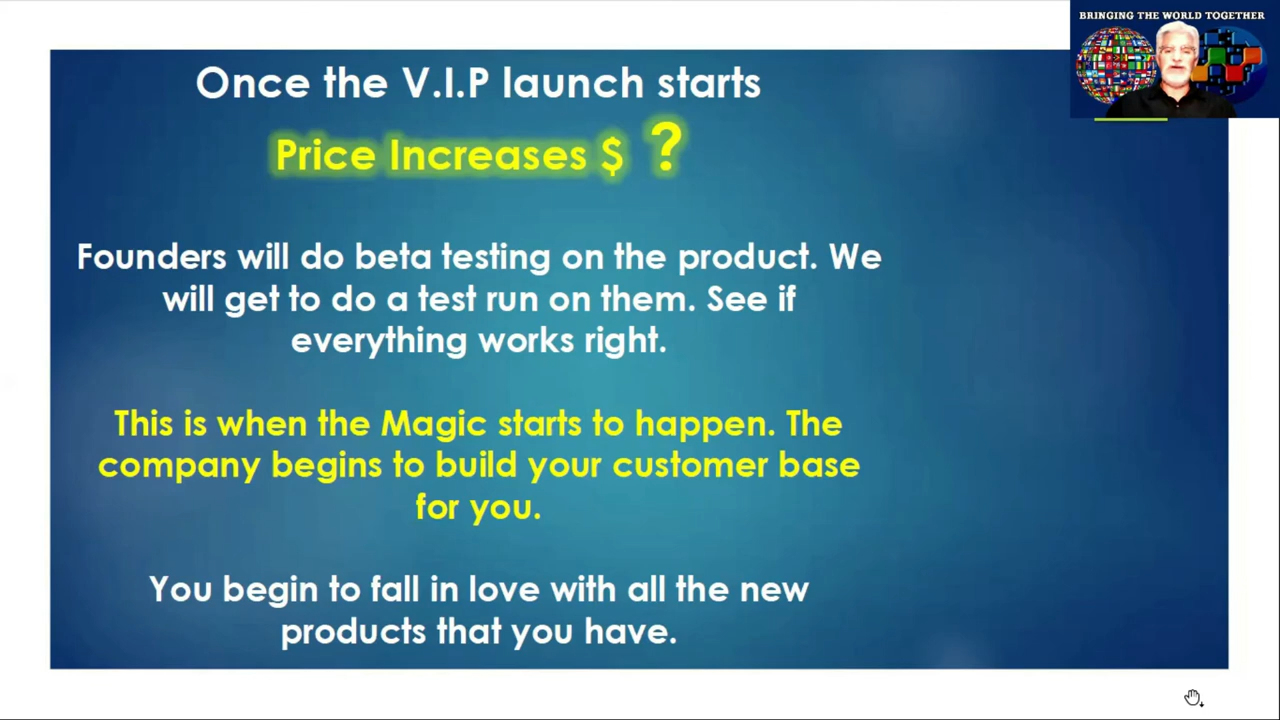 BRINGING THE WORLD TOGETHER
Once the V.I.P launch starts
Price Increases $ ?
Founders will do beta testing on the product. We
will get to do a test run on them. See if
everything works right.
This is when the Magic starts to happen. The
company begins to build your customer base
for you.
You begin to fall in love with all the new
products that you have.